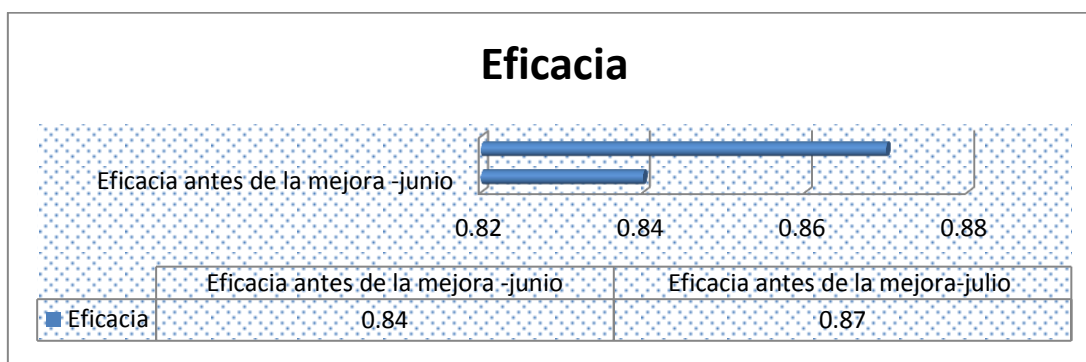 Eficacia
Eficacia antes de la mejora -junio
0.82 0.84 0.86 0.88
Eficacia antes de la mejora -junio Eficacia antes de la mejora-julio
Eficacia 0.84 0.87